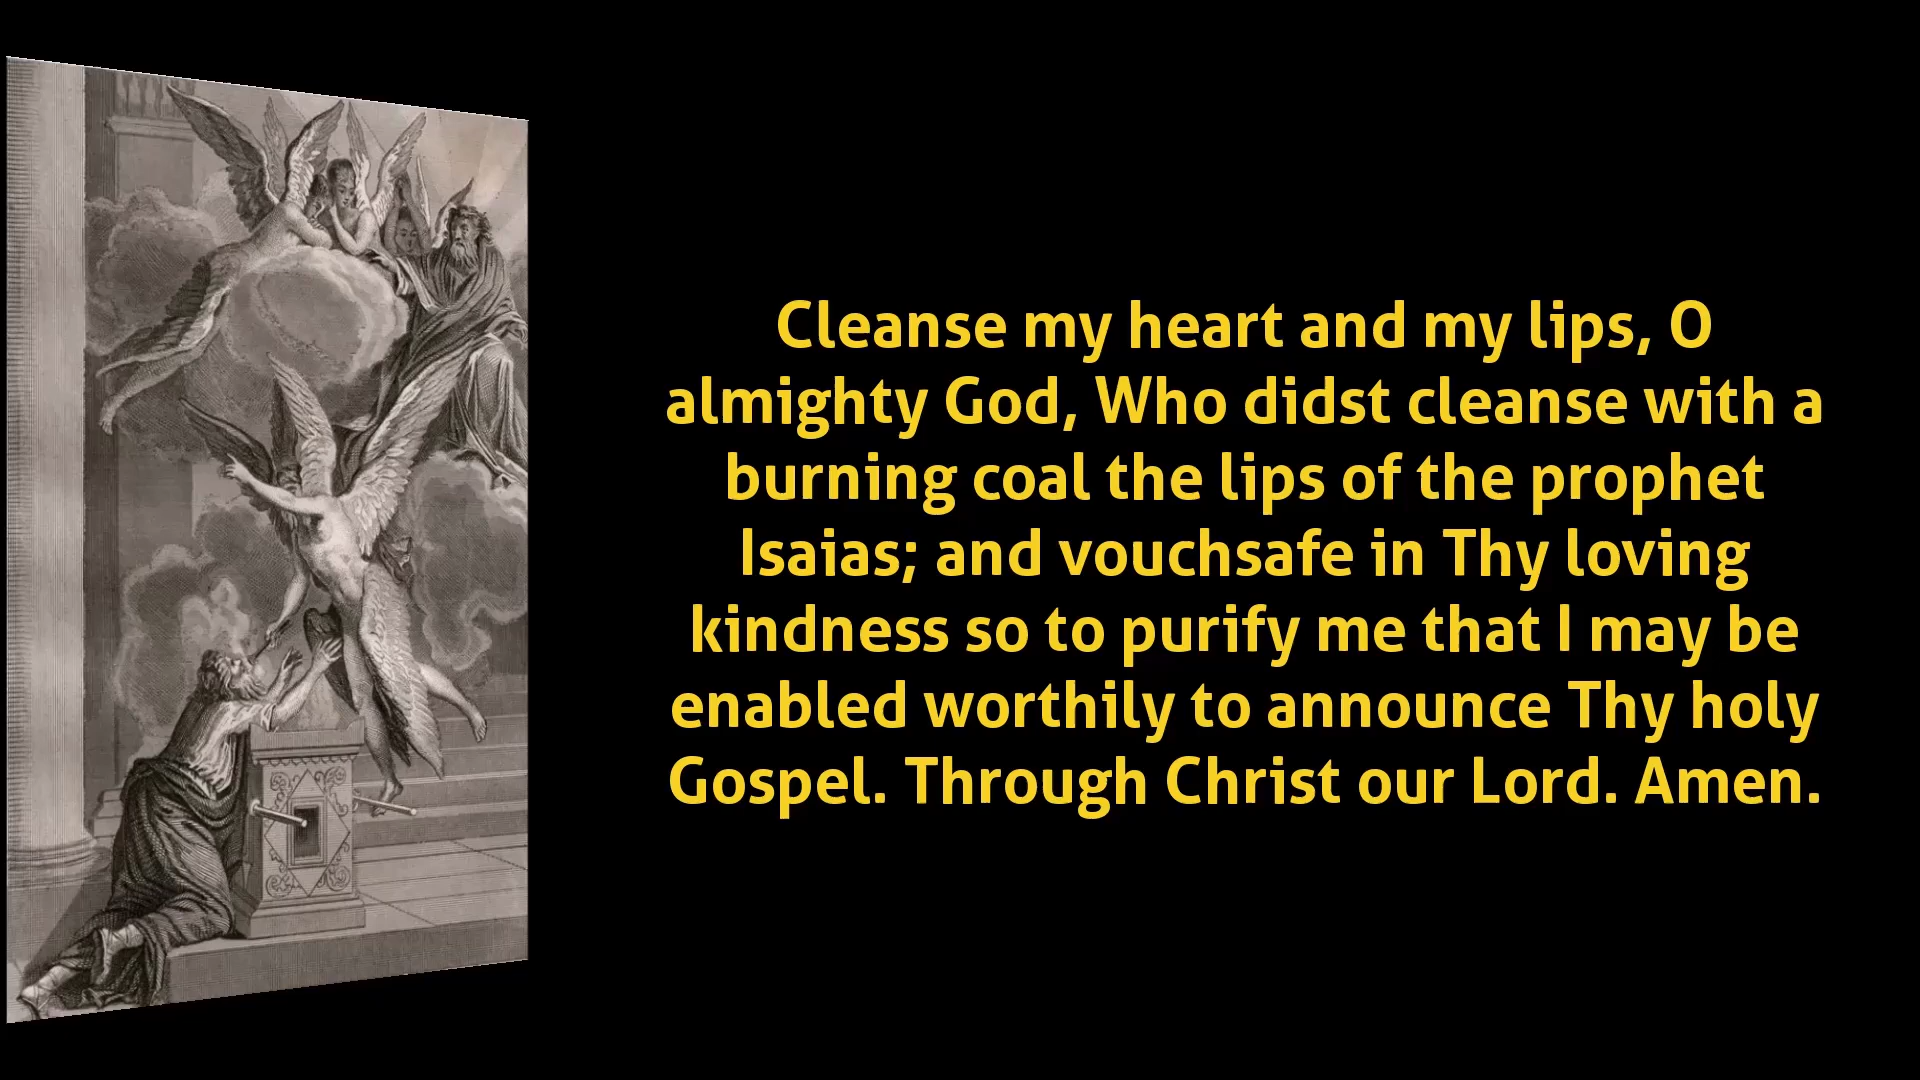 Cleanse my heart and my lips, O
almighty God, Who didst cleanse with a
burning coal the lips of the prophet
Isaias; and vouchsafe in Thy loving
kindness so to purify me that I may be
enabled worthily to announce Thy holy
Gospel. Through Christ our Lord. Amen.